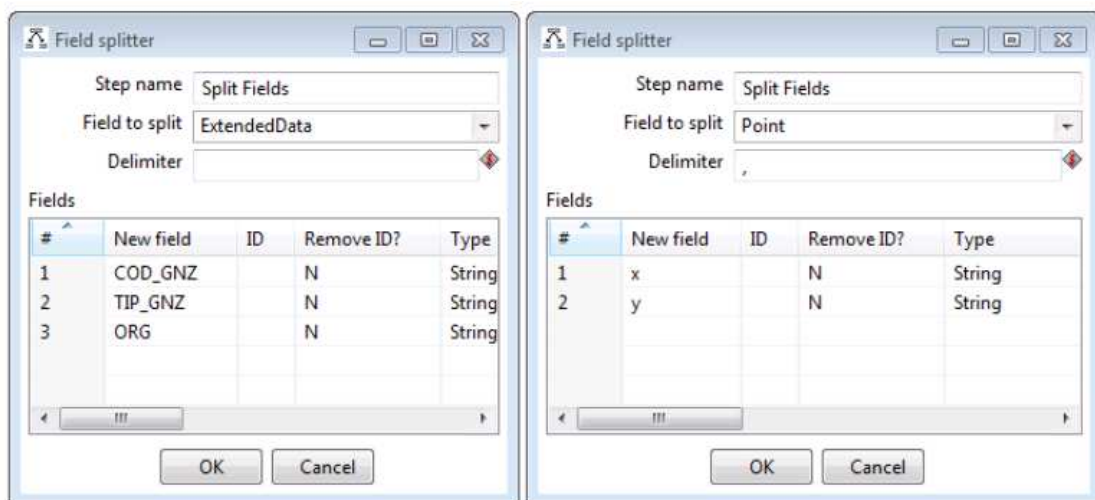 Field splitter
Step name Split Fields
Field to split ExtendedData
Delimiter
Fields
# New field ID Remove ID? Type
1 COD_GNZ N String
2 TIP_GNZ N String
3 ORG N String
OK Cancel
Field splitter
Step name Split Fields
Field to split Point
Delimiter ,
Fields
# New field ID Remove ID? Type
1 x N String
2 y N String
OK Cancel